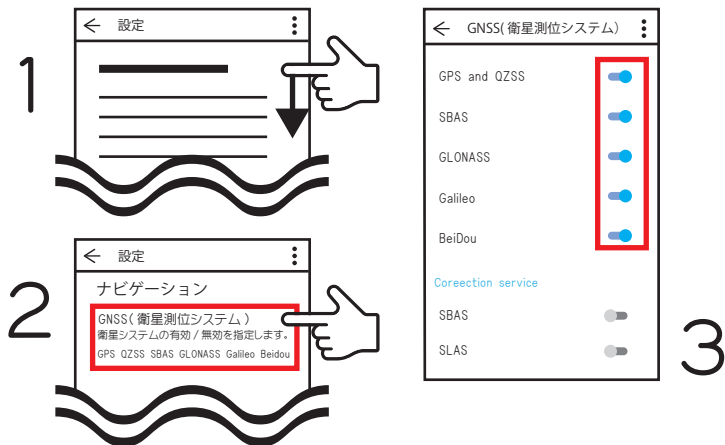 1
設定
2
設定
ナビゲーション
GNSS(衛星測位システム)
衛星システムの有効/無効を指定します。
GPS QZSS SBAS GLONASS Galileo Beidou
3
GNSS(衛星測位システム)
GPS and QZSS
SBAS
GLONASS
Galileo
BeiDou
Coreection service
SBAS
SLAS